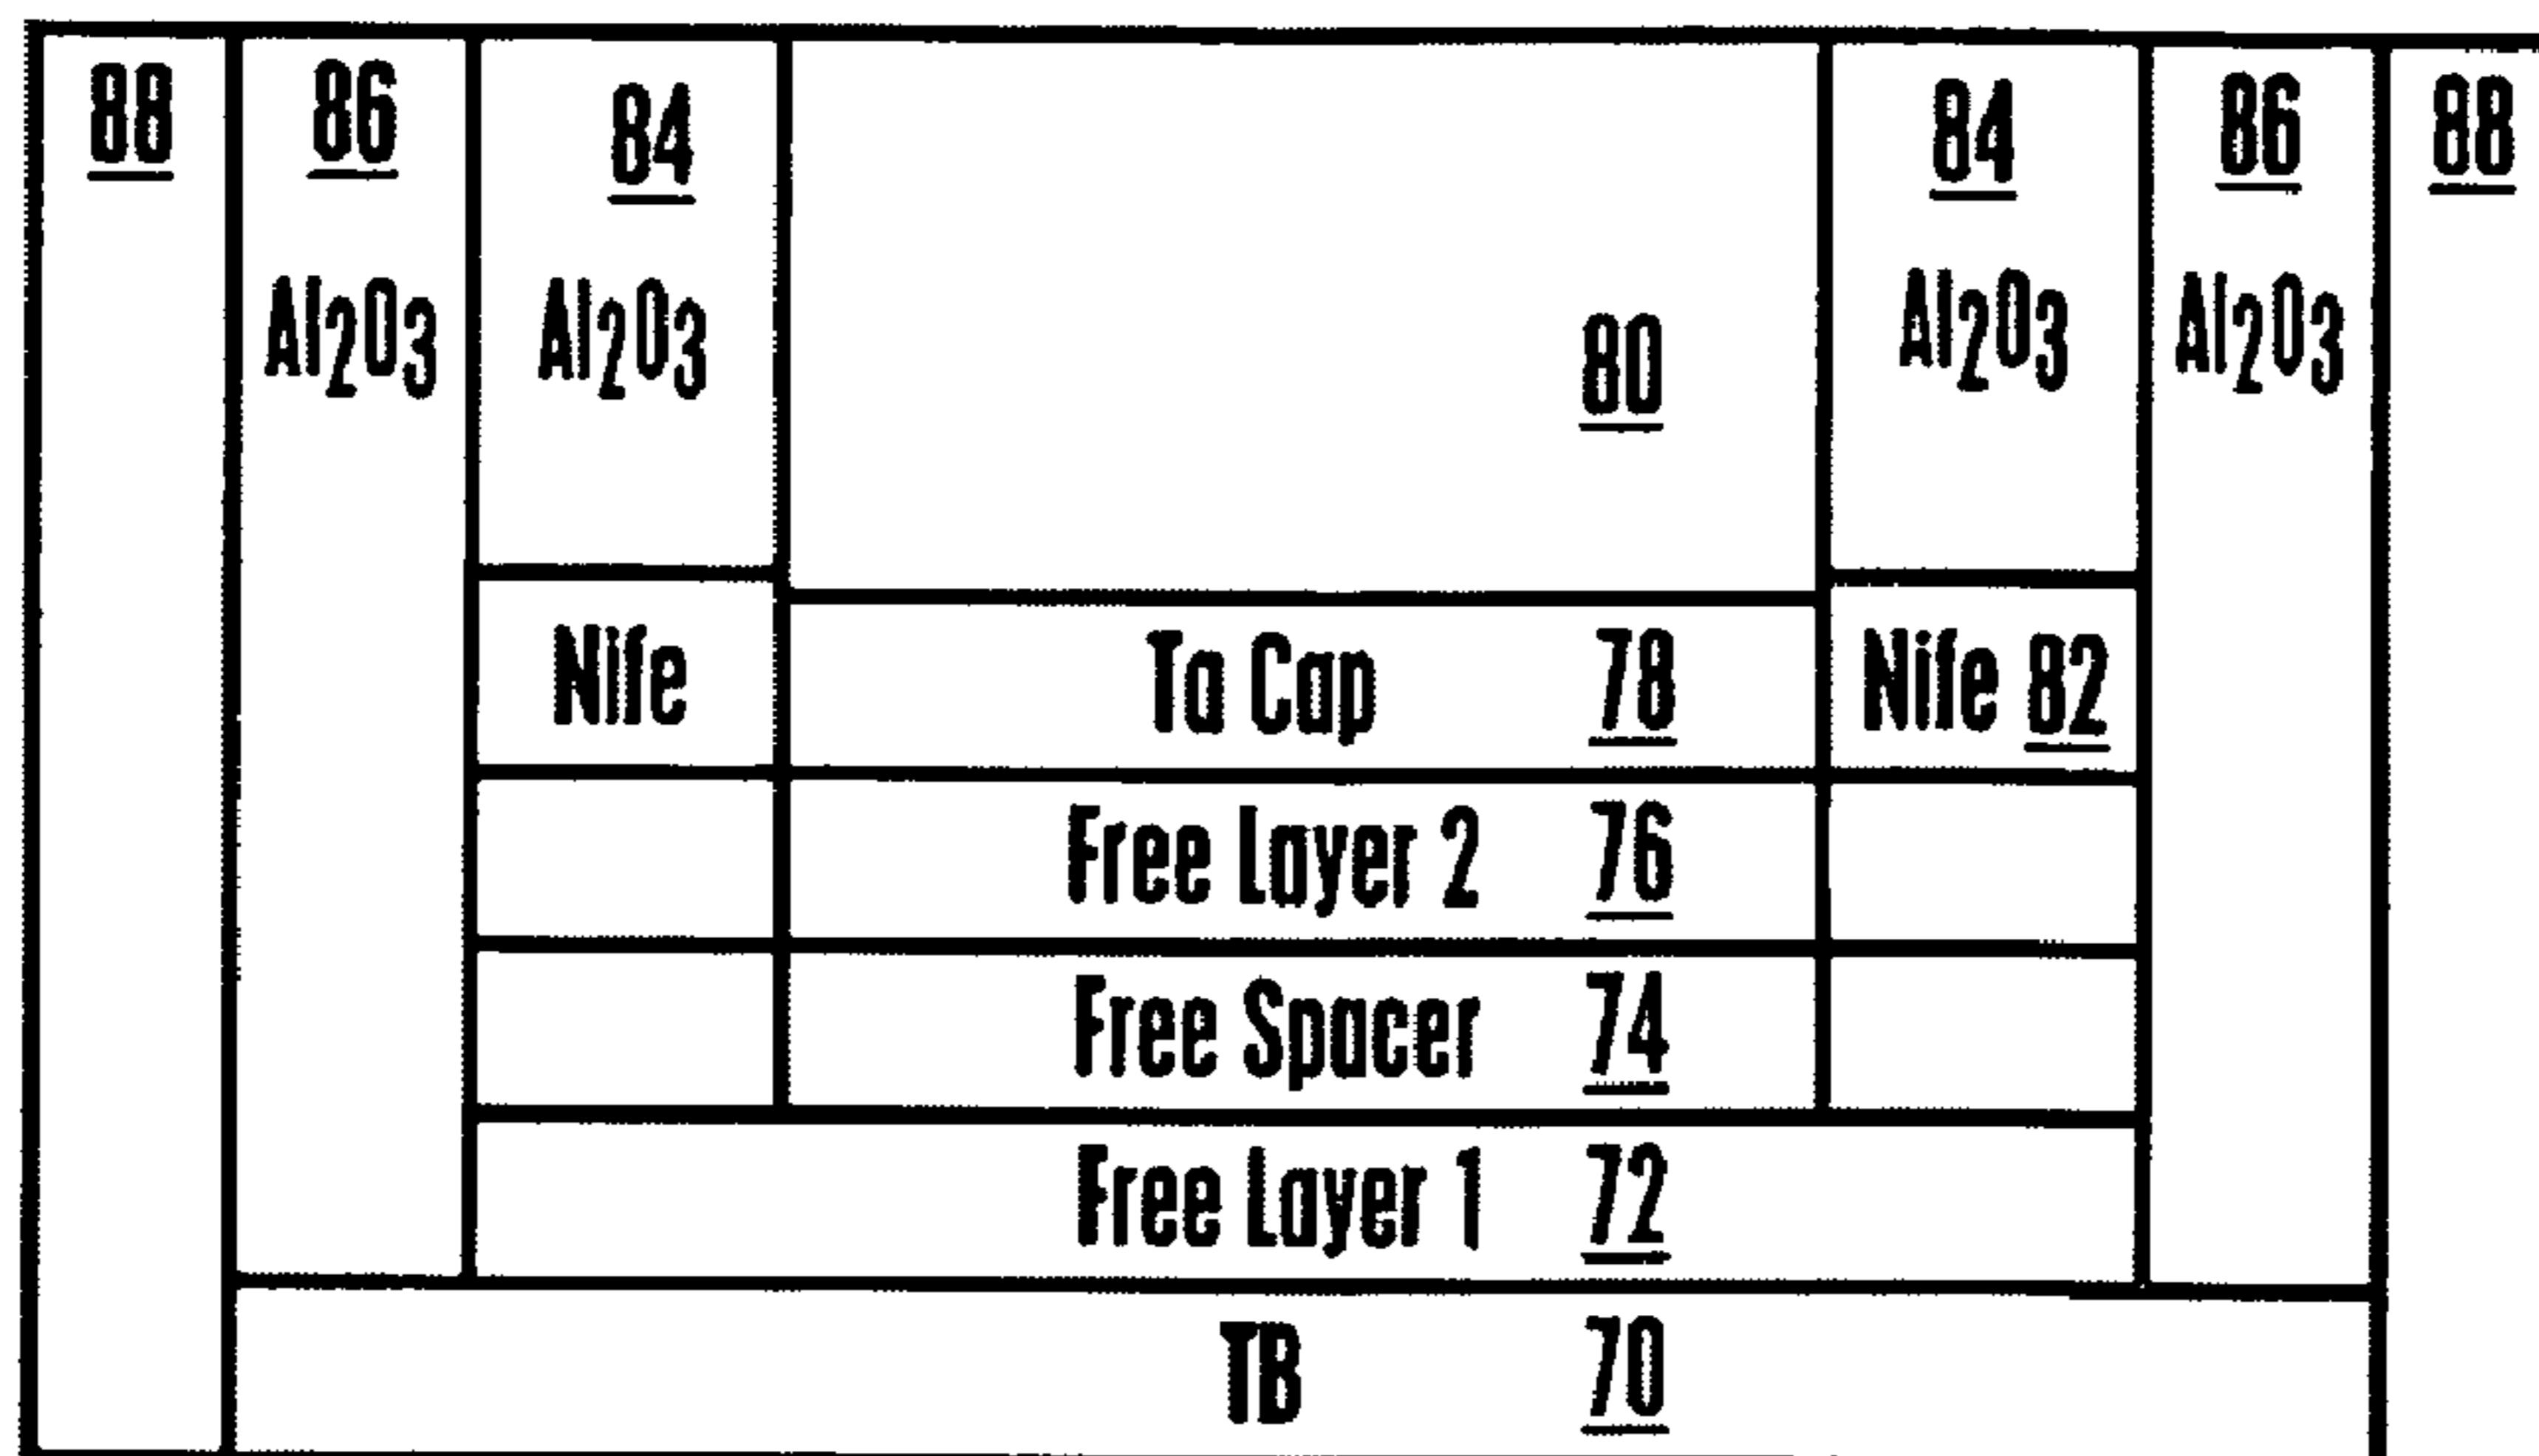 88 86 84 84 86 88
Al2O3 Al2O3 80 Al2O3 Al2O3
Nife Ta Cap 78 Nife 82
Free Layer 2 76
Free Spacer 74
Free Layer 1 72
TB 70